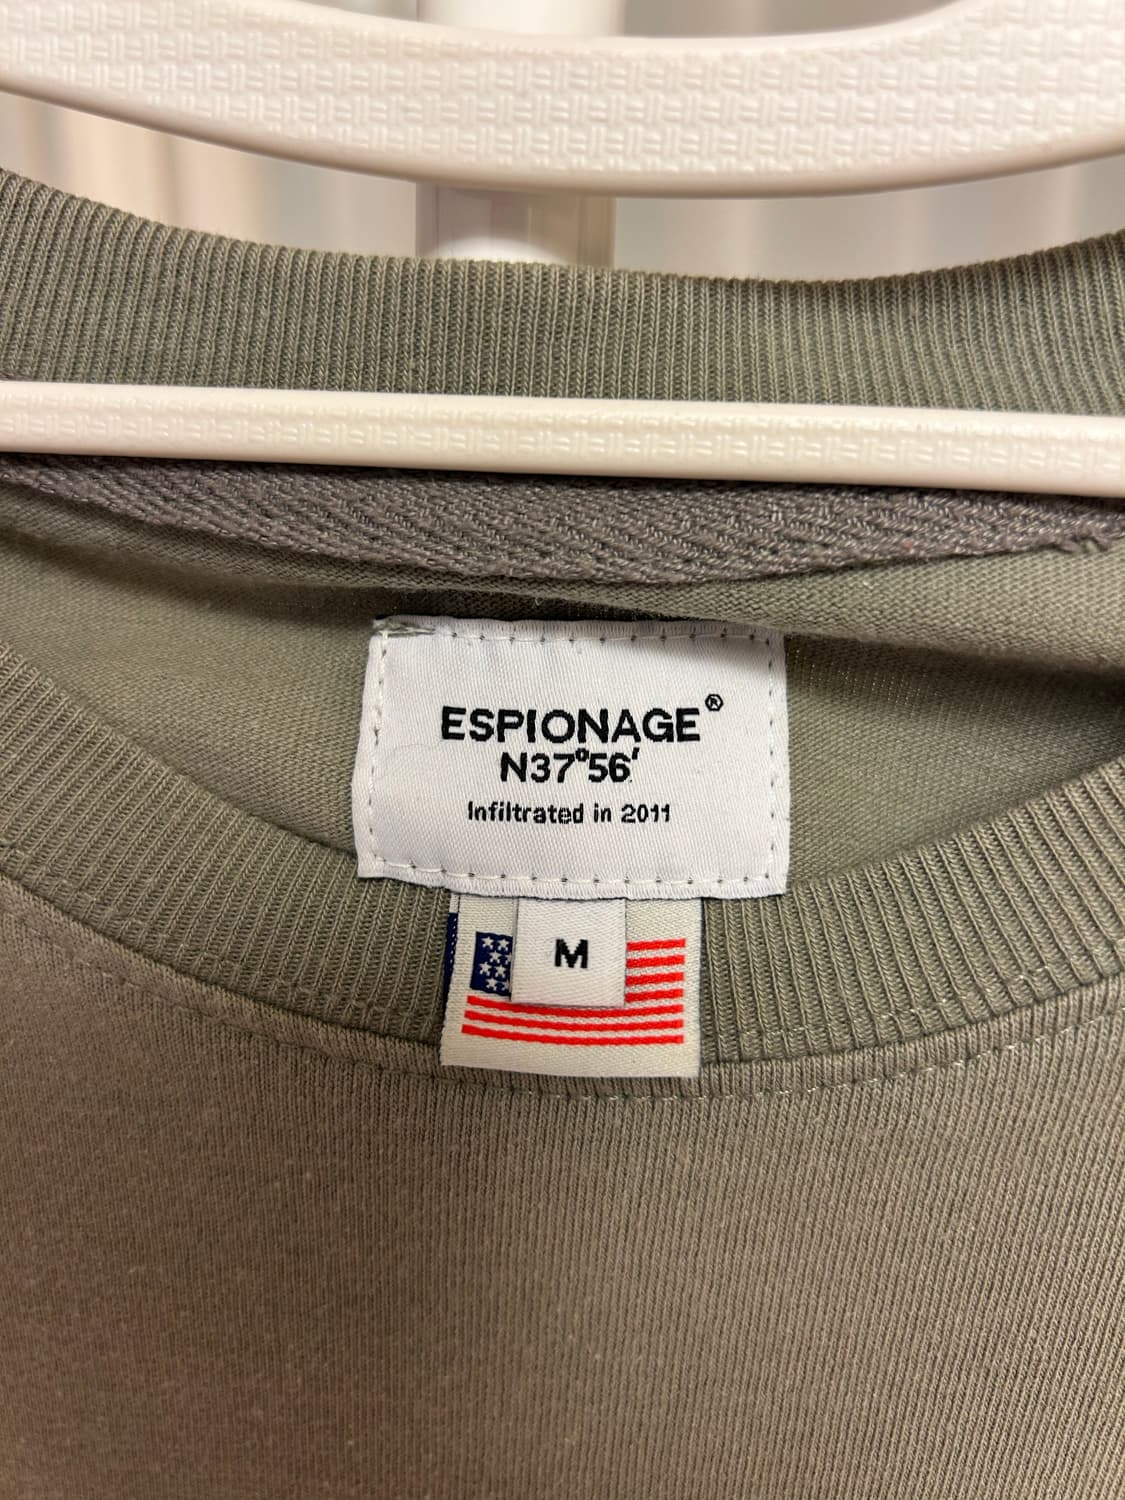 ESPIONAGE®
N37°56′
Infiltrated in 2011
M